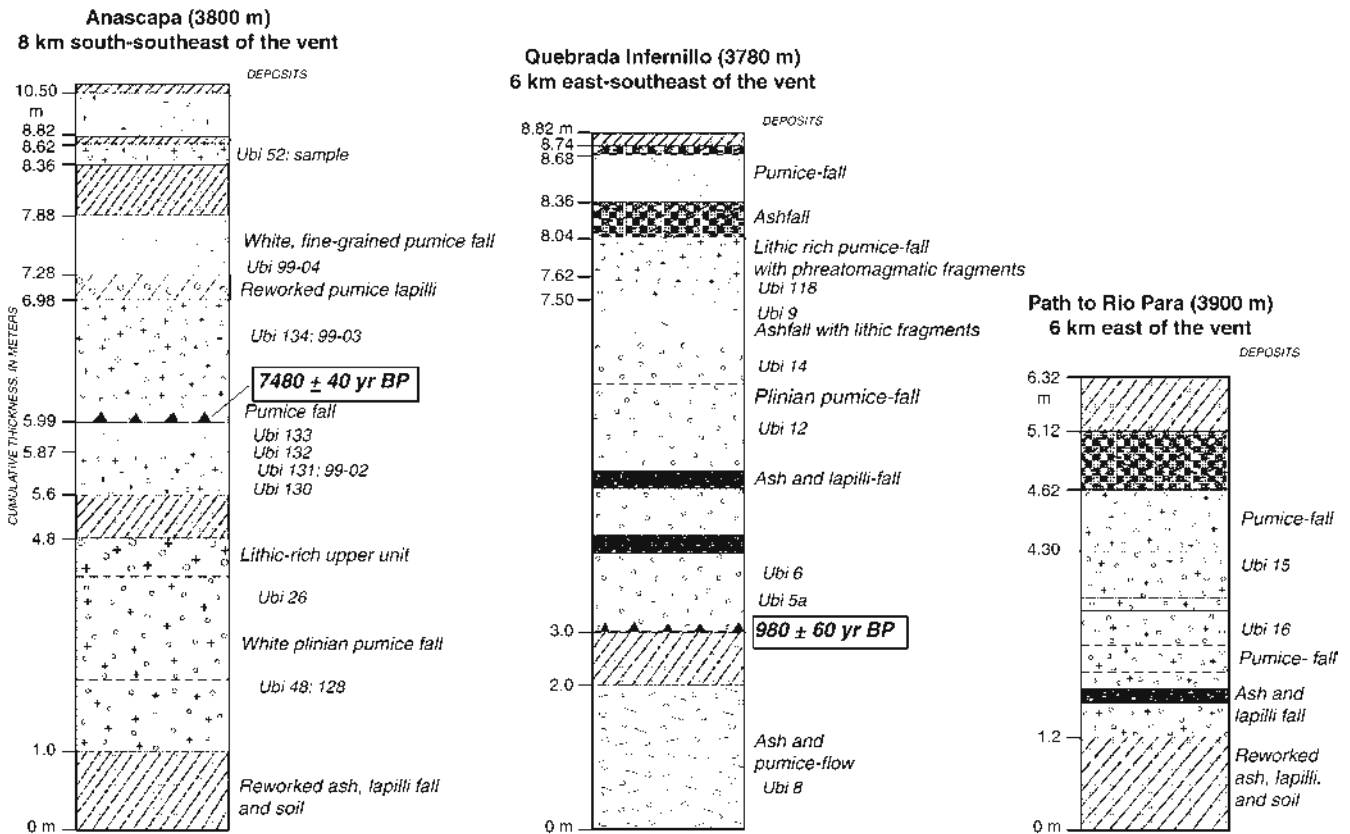 Anascapa (3800 m)
8 km south-southeast of the vent
DEPOSITS
10.50
m
8.82
8.62
8.36
7.88
7.28
6.98
5.99
5.87
5.6
4.8
1.0
0 m
CUMULATIVE THICKNESS, IN METERS
Ubi 52: sample
White, fine-grained pumice fall
Ubi 99-04
Reworked pumice lapilli
Ubi 134: 99-03
7480 ± 40 yr BP
Pumice fall
Ubi 133
Ubi 132
Ubi 131: 99-02
Ubi 130
Lithic-rich upper unit
Ubi 26
White plinian pumice fall
Ubi 48: 128
Reworked ash, lapilli fall
and soil
Quebrada Infernillo (3780 m)
6 km east-southeast of the vent
DEPOSITS
8.82 m
8.74
8.68
8.36
8.04
7.62
7.50
3.0
2.0
0 m
Pumice-fall
Ashfall
Lithic rich pumice-fall
with phreatomagmatic fragments
Ubi 118
Ubi 9
Ashfall with lithic fragments
Ubi 14
Plinian pumice-fall
Ubi 12
Ash and lapilli-fall
Ubi 6
Ubi 5a
980 ± 60 yr BP
Ash and
pumice-flow
Ubi 8
Path to Rio Para (3900 m)
6 km east of the vent
DEPOSITS
6.32
m
5.12
4.62
4.30
1.2
0 m
Pumice-fall
Ubi 15
Ubi 16
Pumice- fall
Ash and
lapilli fall
Reworked
ash, lapilli.
and soil